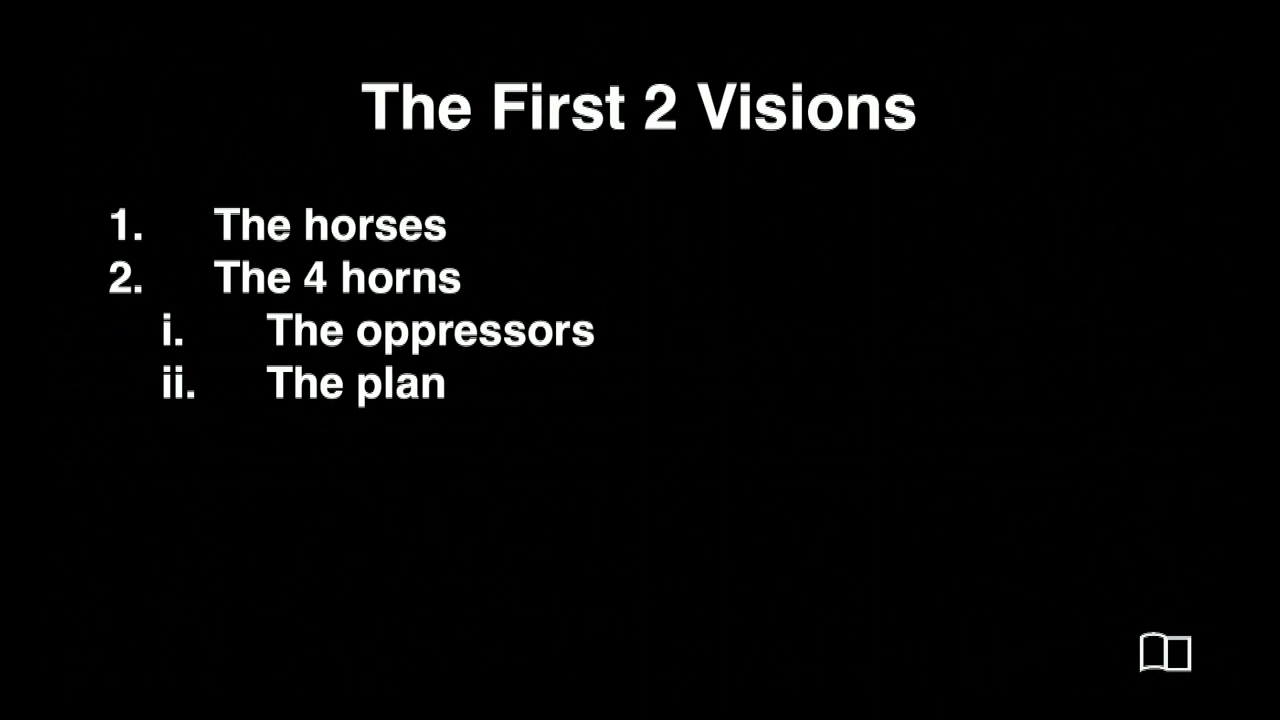 The First 2 Visions
1. The horses
2. The 4 horns
i. The oppressors
ii. The plan